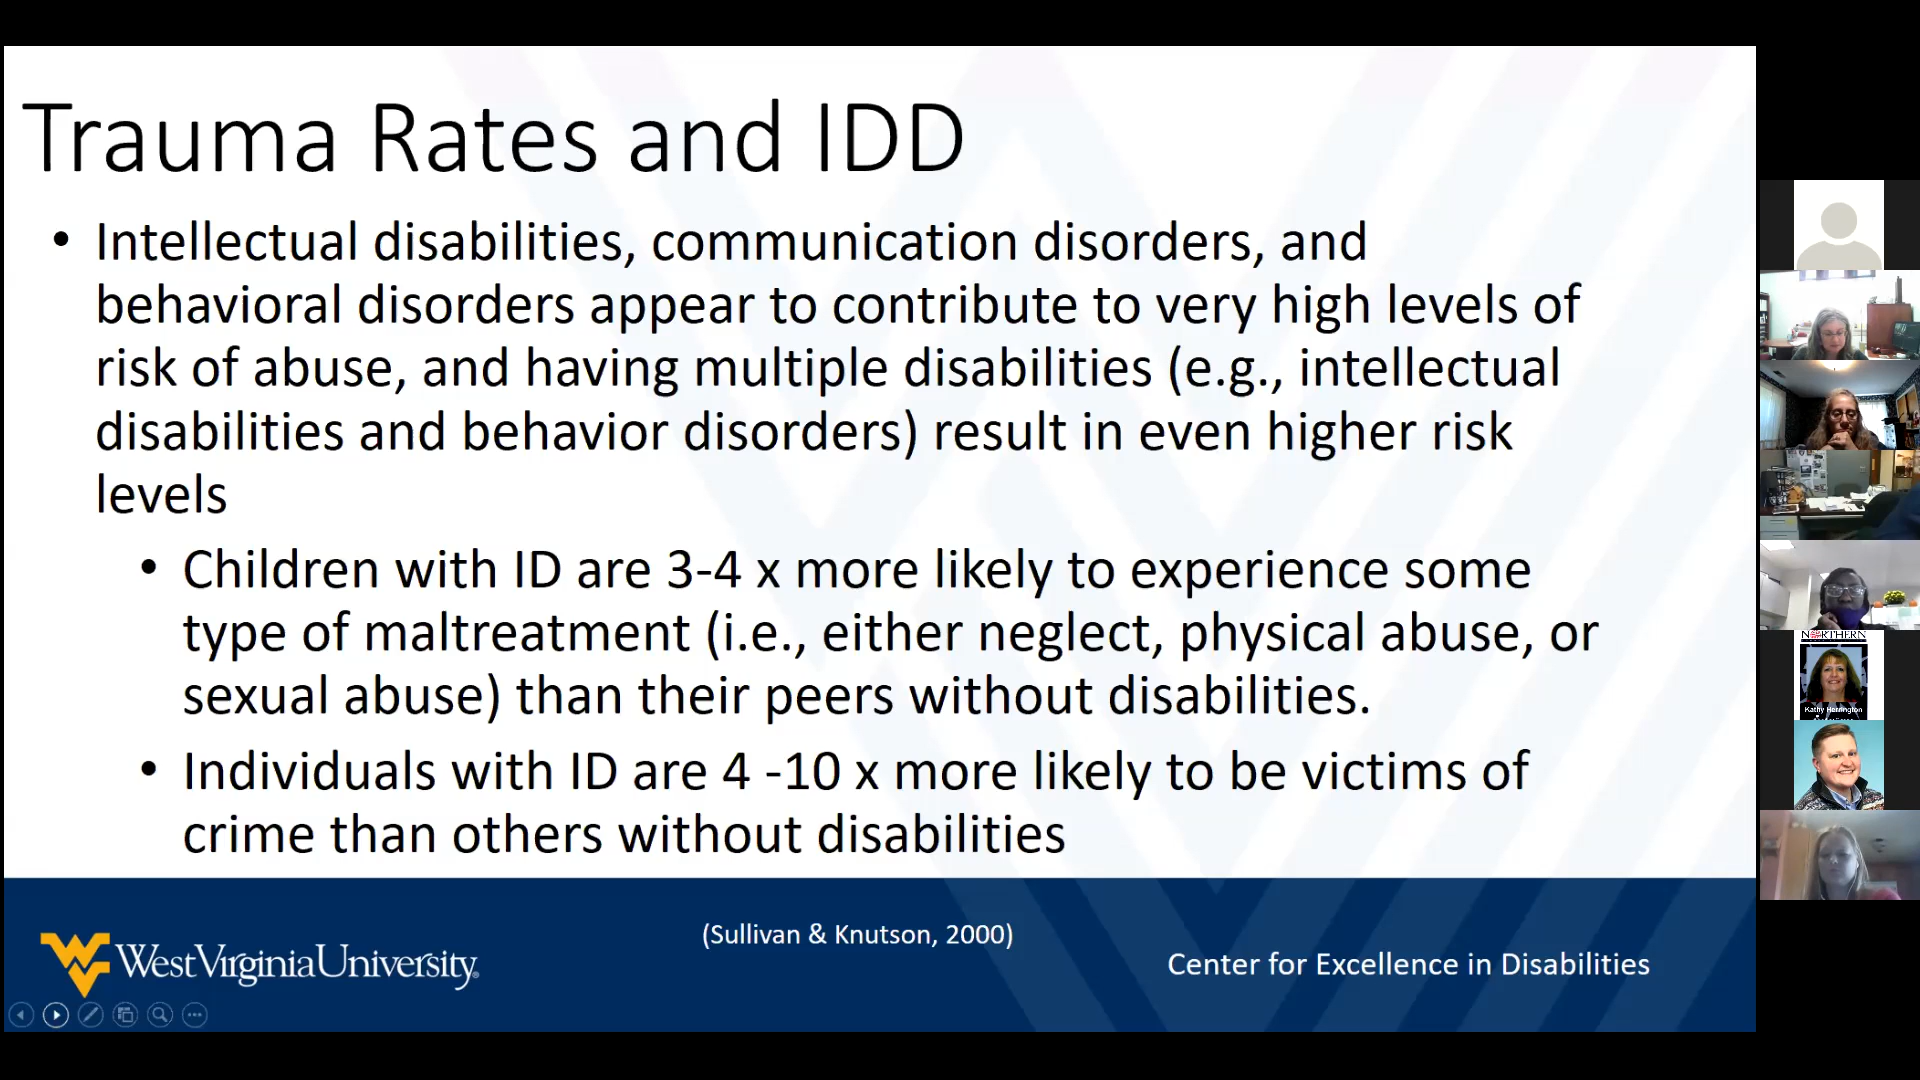 Trauma Rates and IDD
• Intellectual disabilities, communication disorders, and
behavioral disorders appear to contribute to very high levels of
risk of abuse, and having multiple disabilities (e.g., intellectual
disabilities and behavior disorders) result in even higher risk
levels
• Children with ID are 3-4 x more likely to experience some
type of maltreatment (i.e., either neglect, physical abuse, or
sexual abuse) than their peers without disabilities.
• Individuals with ID are 4 -10 x more likely to be victims of
crime than others without disabilities
(Sullivan & Knutson, 2000)
WestVirginiaUniversity®
Center for Excellence in Disabilities
NORTHERN
Kathy Herrington